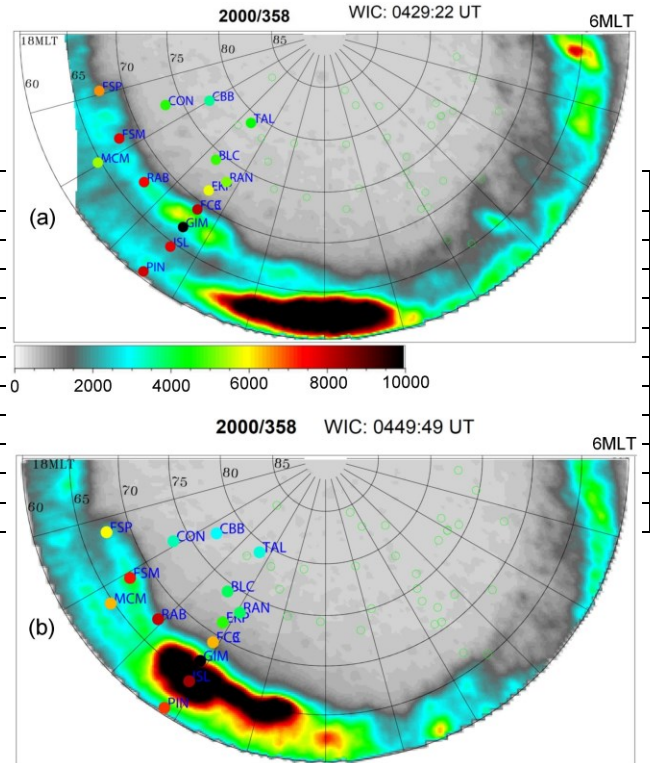 2000/358 WIC: 0429:22 UT
6MLT
18MLT
60 65 70 75 80 85
FSP
CON CBB
TAL
FSM
MCM
BLC
RAB
RAN
GIM
ISL
PIN
(a)
0 2000 4000 6000 8000 10000
2000/358 WIC: 0449:49 UT
6MLT
18MLT
60 65 70 75 80 85
FSP
CON CBB
TAL
FSM
MCM
BLC
RAB
RAN
GIM
ISL
PIN
(b)